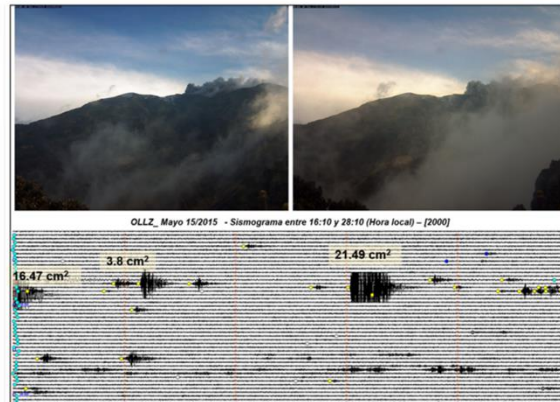 OLLZ_ Mayo 15/2015 - Sismograma entre 16:10 y 28:10 (Hora local) – [2000]
3.8 cm²
21.49 cm²
16.47 cm²